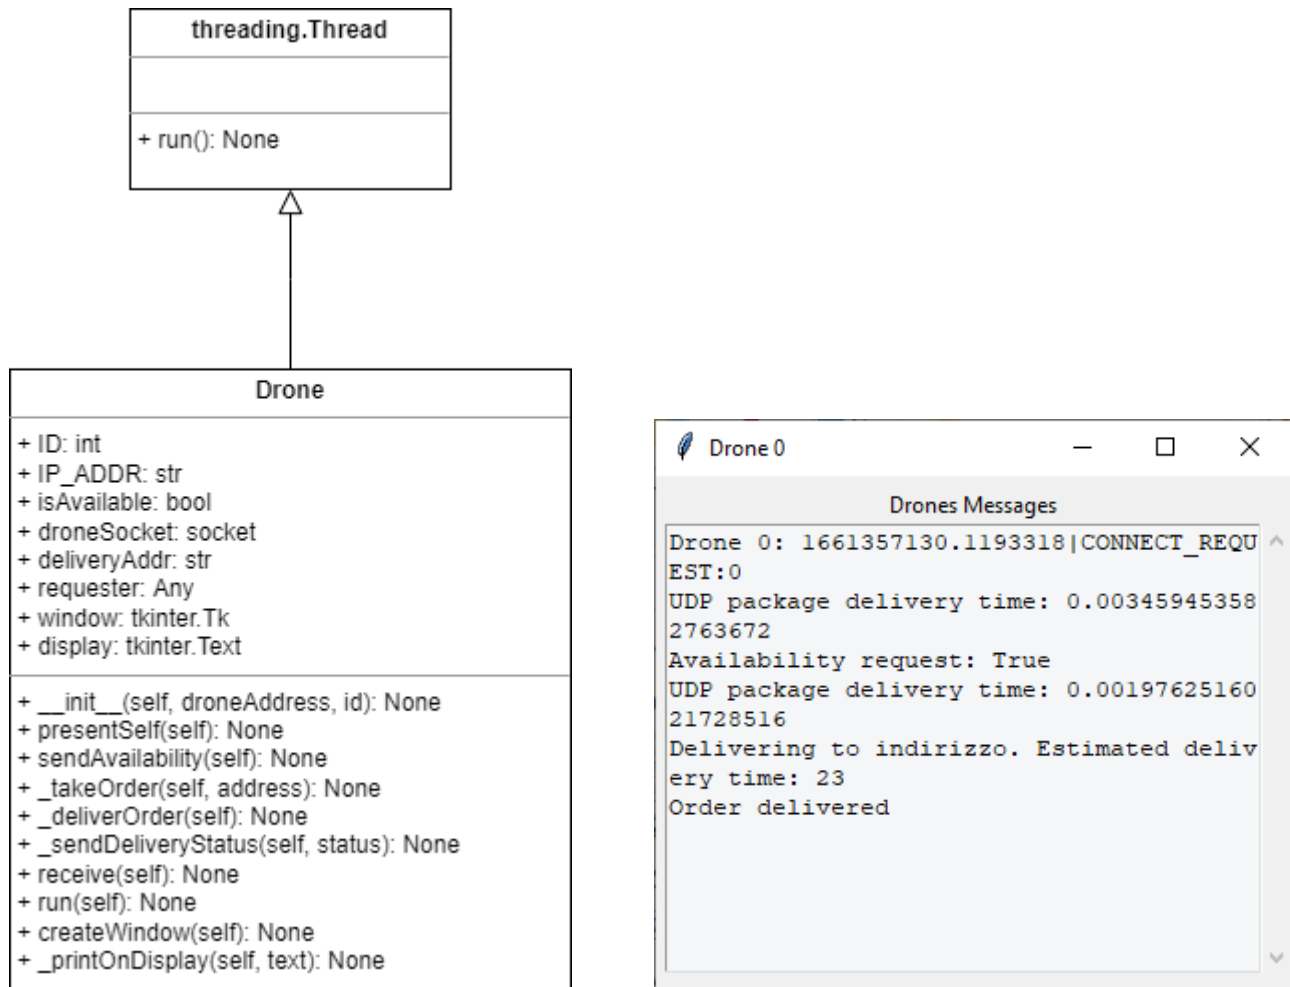 threading.Thread
+ run(): None
Drone
+ ID: int
+ IP_ADDR: str
+ isAvailable: bool
+ droneSocket: socket
+ deliveryAddr: str
+ requester: Any
+ window: tkinter.Tk
+ display: tkinter.Text
+ __init__(self, droneAddress, id): None
+ presentSelf(self): None
+ sendAvailability(self): None
+ _takeOrder(self, address): None
+ _deliverOrder(self): None
+ _sendDeliveryStatus(self, status): None
+ receive(self): None
+ run(self): None
+ createWindow(self): None
+ _printOnDisplay(self, text): None
Drone 0
Drones Messages
Drone 0: 1661357130.1193318|CONNECT_REQU
EST:0
UDP package delivery time: 0.00345945358
2763672
Availability request: True
UDP package delivery time: 0.00197625160
21728516
Delivering to indirizzo. Estimated deliv
ery time: 23
Order delivered